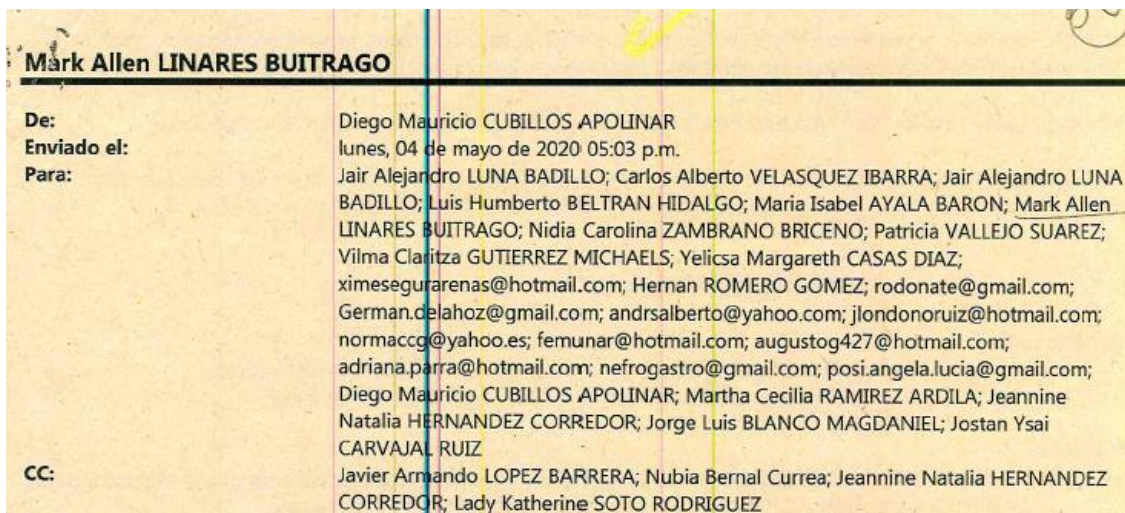 Mark Allen LINARES BUITRAGO
De: Diego Mauricio CUBILLOS APOLINAR
Enviado el: lunes, 04 de mayo de 2020 05:03 p.m.
Para: Jair Alejandro LUNA BADILLO; Carlos Alberto VELASQUEZ IBARRA; Jair Alejandro LUNA
BADILLO; Luis Humberto BELTRAN HIDALGO; Maria Isabel AYALA BARON; Mark Allen
LINARES BUITRAGO; Nidia Carolina ZAMBRANO BRICENO; Patricia VALLEJO SUAREZ;
Vilma Claritza GUTIERREZ MICHAELS; Yelicsa Margareth CASAS DIAZ;
ximesegurarenas@hotmail.com; Hernan ROMERO GOMEZ; rodonate@gmail.com;
German.delahoz@gmail.com; andrsalberto@yahoo.com; jlondonoruiz@hotmail.com;
normaccg@yahoo.es; femunar@hotmail.com; augustog427@hotmail.com;
adriana.parra@hotmail.com; nefrogastro@gmail.com; posi.angela.lucia@gmail.com;
Diego Mauricio CUBILLOS APOLINAR; Martha Cecilia RAMIREZ ARDILA; Jeannine
Natalia HERNANDEZ CORREDOR; Jorge Luis BLANCO MAGDANIEL; Jostan Ysai
CARVAJAL RUIZ
CC: Javier Armando LOPEZ BARRERA; Nubia Bernal Currea; Jeannine Natalia HERNANDEZ
CORREDOR; Lady Katherine SOTO RODRIGUEZ